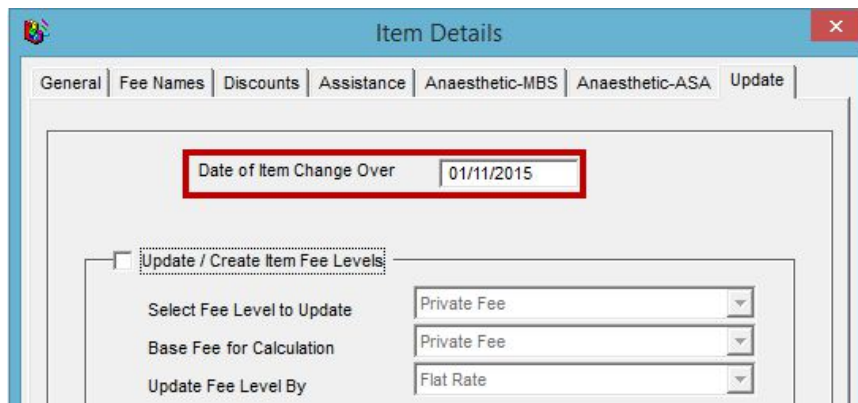 Item Details
General Fee Names Discounts Assistance Anaesthetic-MBS Anaesthetic-ASA Update
Date of Item Change Over 01/11/2015
Update / Create Item Fee Levels
Select Fee Level to Update Private Fee
Base Fee for Calculation Private Fee
Update Fee Level By Flat Rate